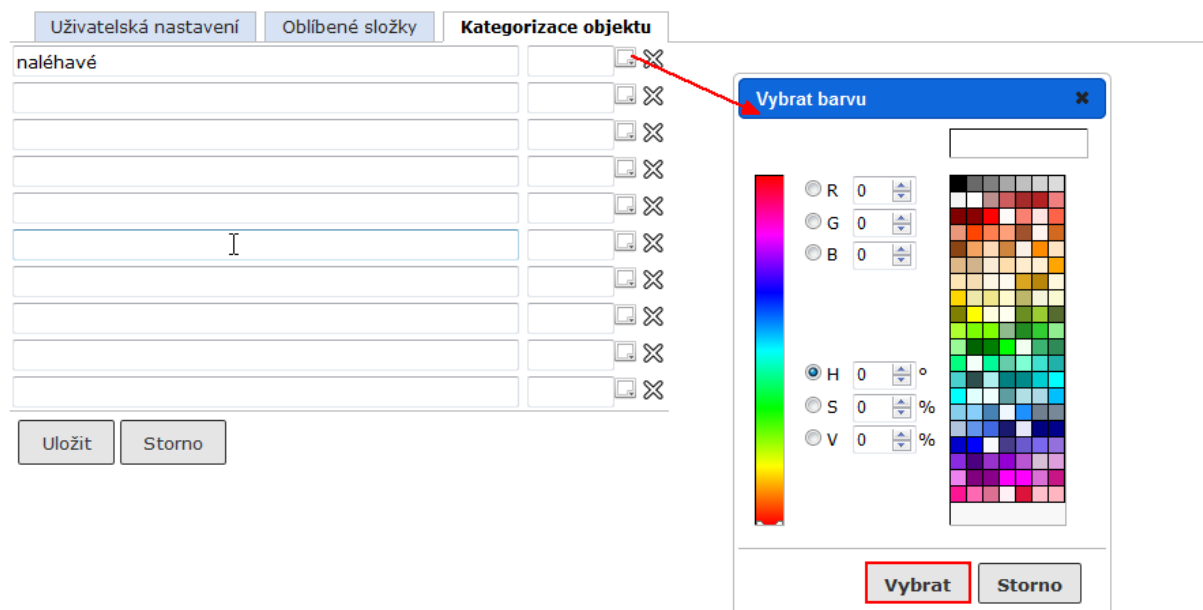 Uživatelská nastavení
Oblíbené složky
Kategorizace objektu
naléhavé
Uložit
Storno
Vybrat barvu
R 0
G 0
B 0
H 0 °
S 0 %
V 0 %
Vybrat
Storno